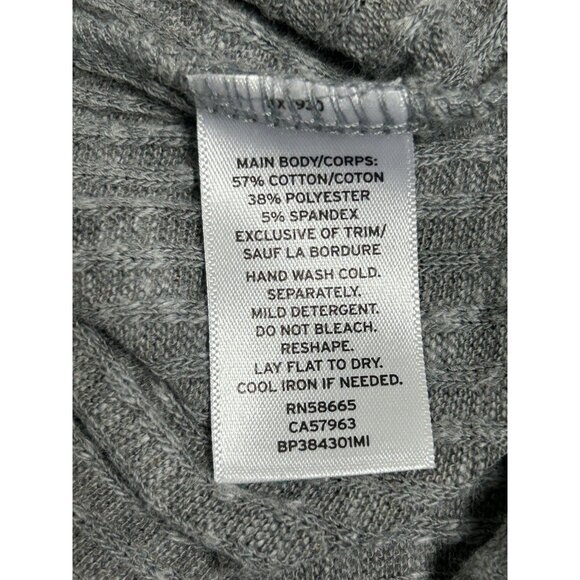 MAIN BODY/CORPS:
57% COTTON/COTON
38% POLYESTER
5% SPANDEX
EXCLUSIVE OF TRIM/
SAUF LA BORDURE
HAND WASH COLD.
SEPARATELY.
MILD DETERGENT.
DO NOT BLEACH.
RESHAPE.
LAY FLAT TO DRY.
COOL IRON IF NEEDED.
RN58665
CA57963
BP384301MI